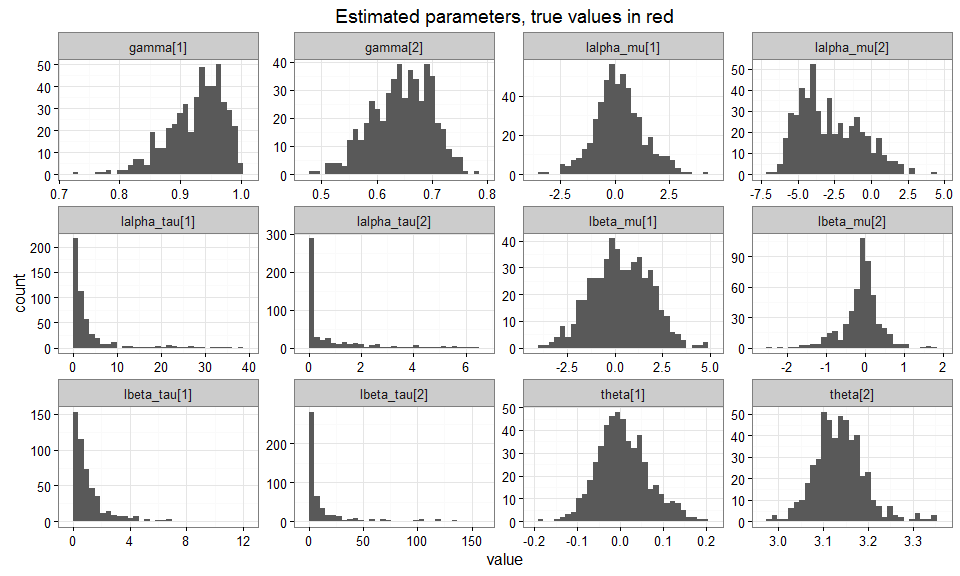 Estimated parameters, true values in red
gamma[1] gamma[2] lalpha_mu[1] lalpha_mu[2]
50 40 30 20 10 0
0.7 0.8 0.9 1.0
40 30 20 10 0
0.5 0.6 0.7 0.8
40 20 0
-2.5 0.0 2.5
50 40 30 20 10 0
-7.5 -5.0 -2.5 0.0 2.5 5.0
lalpha_tau[1] lalpha_tau[2] lbeta_mu[1] lbeta_mu[2]
count
200 150 100 50 0
0 10 20 30 40
300 200 100 0
0 2 4 6
40 30 20 10 0
-2.5 0.0 2.5 5.0
90 60 30 0
-2 -1 0 1 2
lbeta_tau[1] lbeta_tau[2] theta[1] theta[2]
150 100 50 0
0 4 8 12
200 100 0
0 50 100 150
50 40 30 20 10 0
-0.2 -0.1 0.0 0.1 0.2
50 40 30 20 10 0
3.0 3.1 3.2 3.3
value